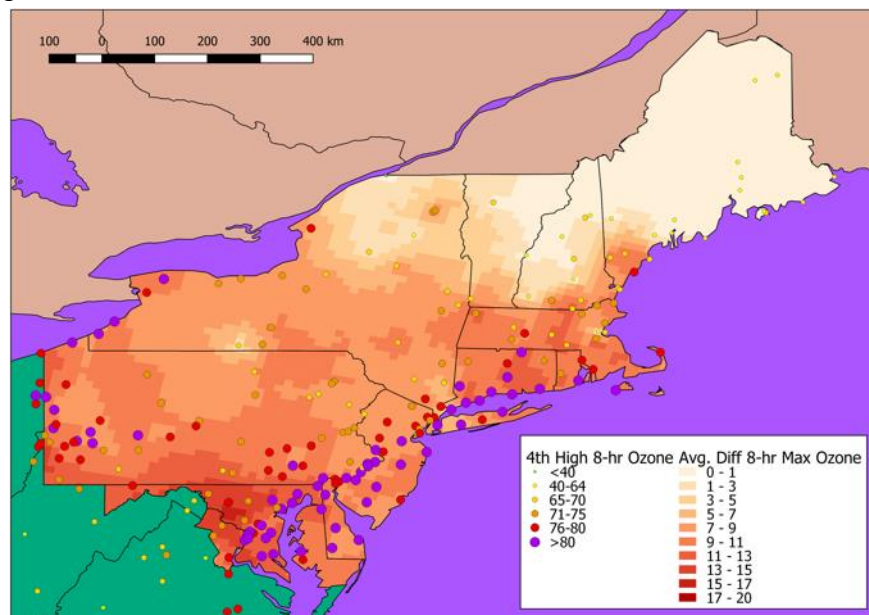 100 0 100 200 300 400 km
4th High 8-hr Ozone Avg. Diff 8-hr Max Ozone
<40 0 - 1
40-64 1 - 3
65-70 3 - 5
71-75 5 - 7
76-80 7 - 9
>80 9 - 11
11 - 13
13 - 15
15 - 17
17 - 20